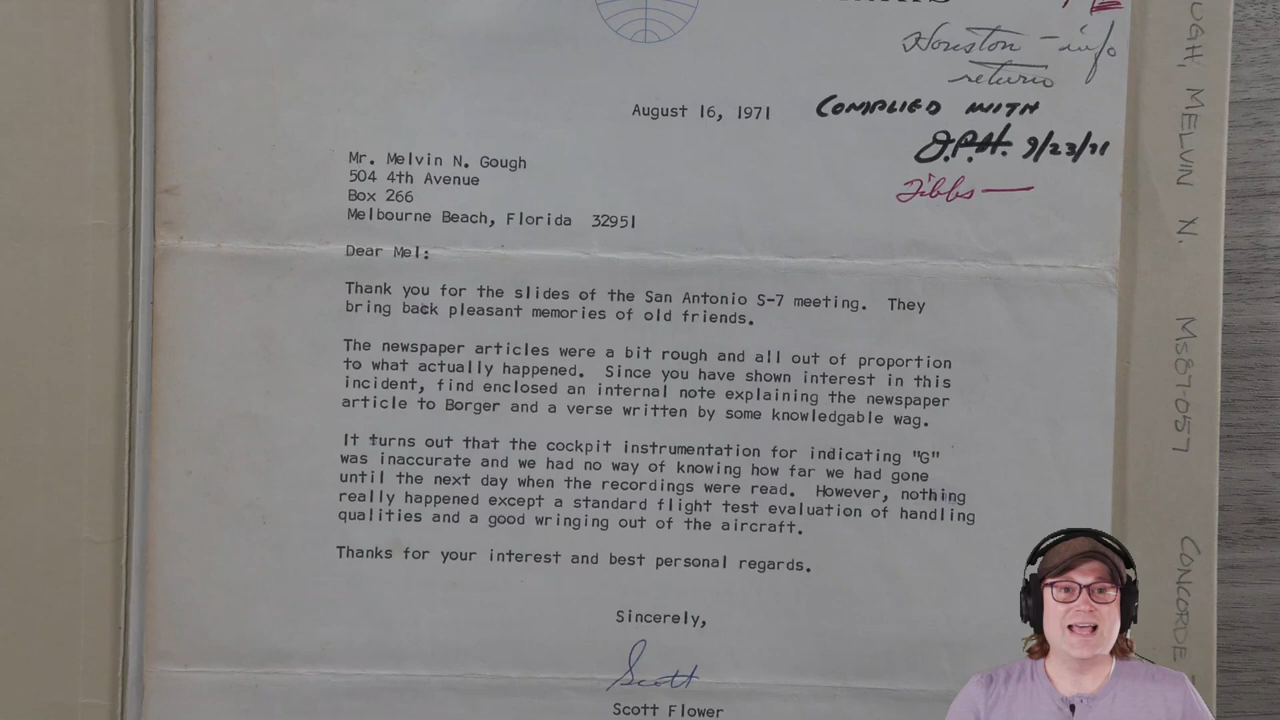 Houston - info
returns
August 16, 1971
COMPLIED WITH
J.P.H. 9/23/71
Mr. Melvin N. Gough
504 4th Avenue
Box 266
Melbourne Beach, Florida 32951
Tibbs
Dear Mel:
Thank you for the slides of the San Antonio S-7 meeting. They
bring back pleasant memories of old friends.
The newspaper articles were a bit rough and all out of proportion
to what actually happened. Since you have shown interest in this
incident, find enclosed an internal note explaining the newspaper
article to Borger and a verse written by some knowledgable wag.
It turns out that the cockpit instrumentation for indicating "G"
was inaccurate and we had no way of knowing how far we had gone
until the next day when the recordings were read. However, nothing
really happened except a standard flight test evaluation of handling
qualities and a good wringing out of the aircraft.
Thanks for your interest and best personal regards.
Sincerely,
Scott
Scott Flower
UGH, MELVIN N. Ms87-057 CONCORDE